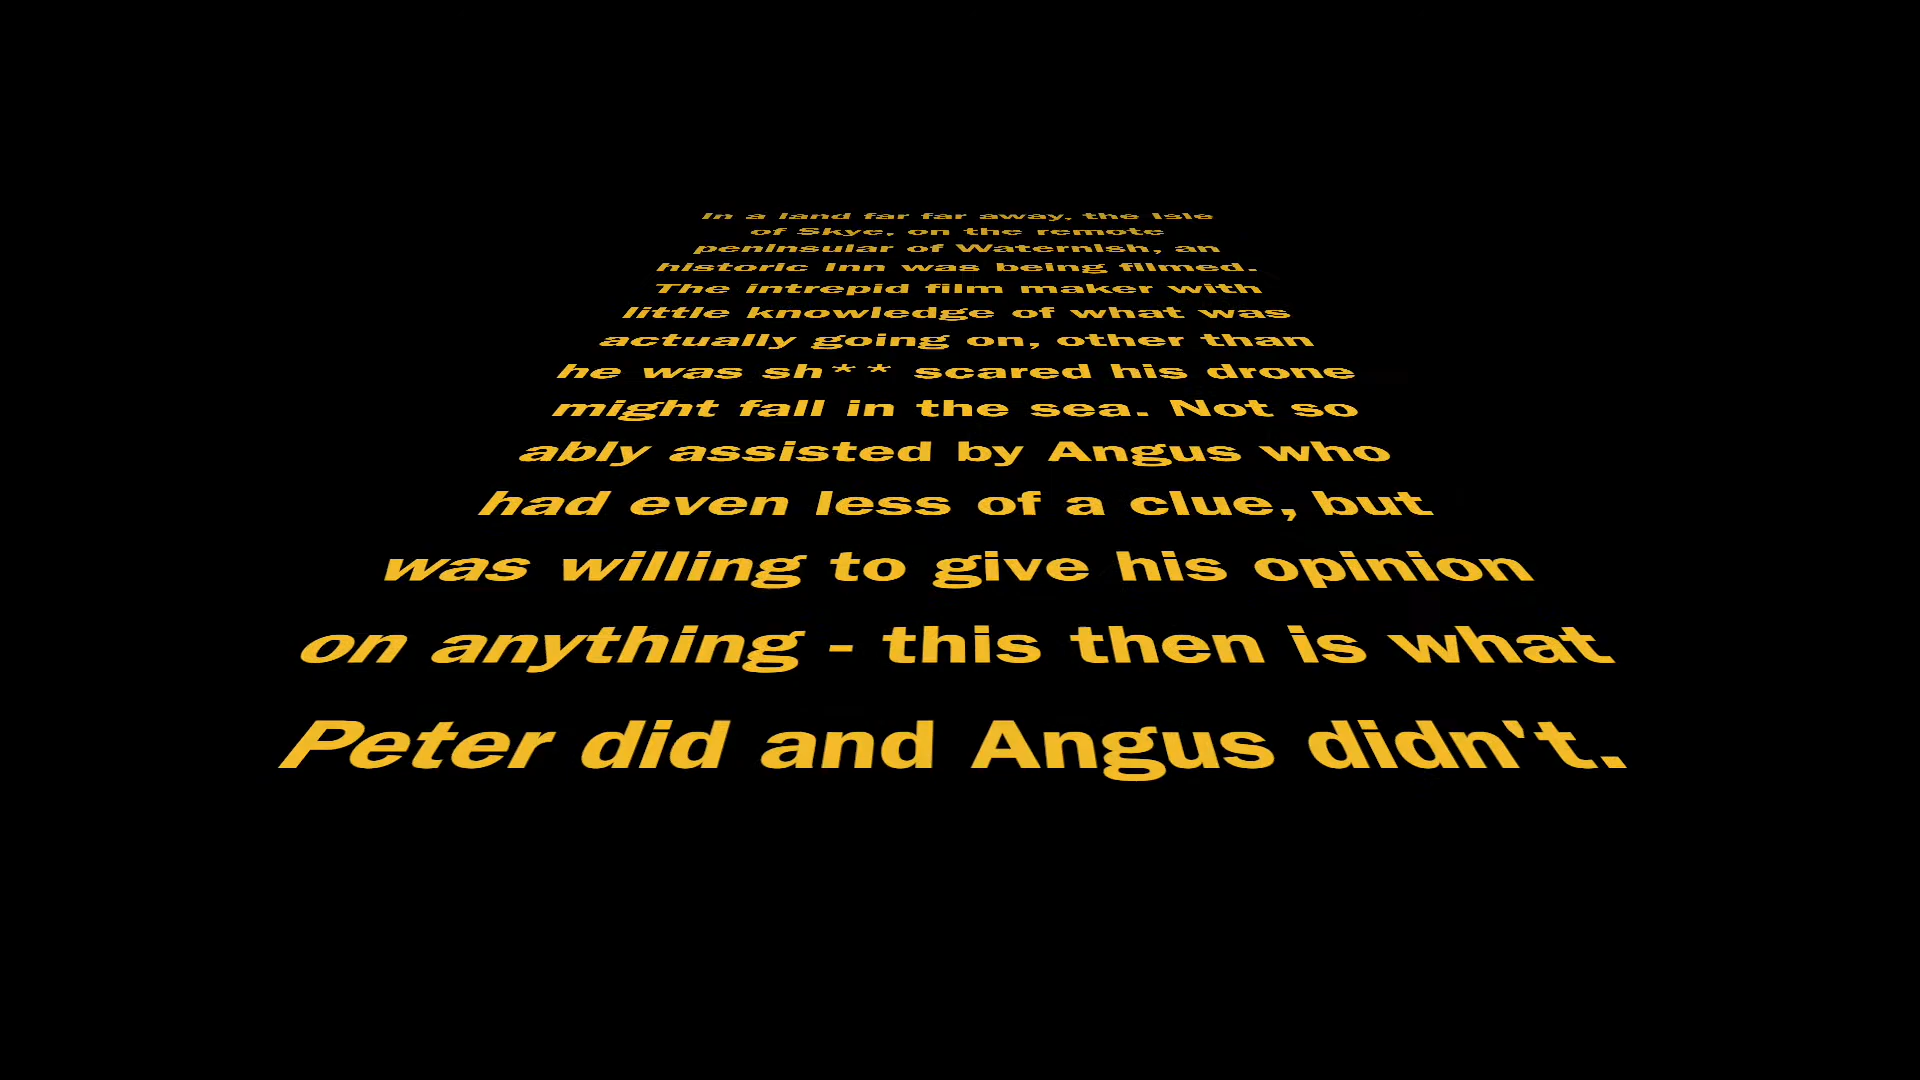 In a land far far away, the Isle
of Skye, on the remote
peninsular of Waternish, an
historic Inn was being filmed.
The intrepid film maker with
little knowledge of what was
actually going on, other than
he was sh** scared his drone
might fall in the sea. Not so
ably assisted by Angus who
had even less of a clue, but
was willing to give his opinion
on anything - this then is what
Peter did and Angus didn't.